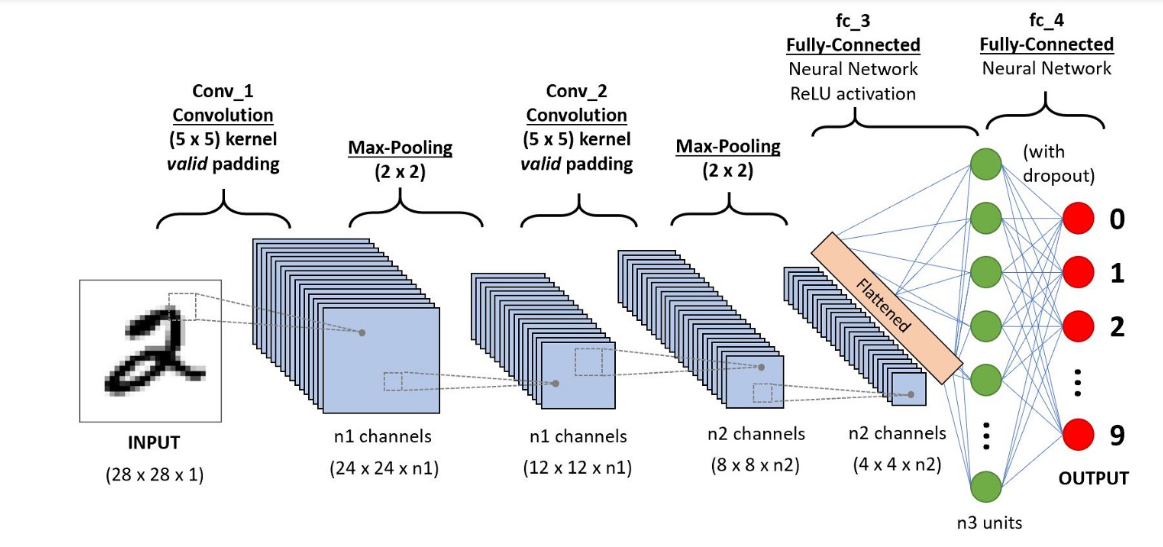 fc_3
Fully-Connected
Neural Network
ReLU activation
fc_4
Fully-Connected
Neural Network
Conv_1
Convolution
(5 x 5) kernel
valid padding
Max-Pooling
(2 x 2)
Conv_2
Convolution
(5 x 5) kernel
valid padding
Max-Pooling
(2 x 2)
(with
dropout)
0
1
2
9
Flattened
2
INPUT
(28 x 28 x 1)
n1 channels
(24 x 24 x n1)
n1 channels
(12 x 12 x n1)
n2 channels
(8 x 8 x n2)
n2 channels
(4 x 4 x n2)
OUTPUT
n3 units